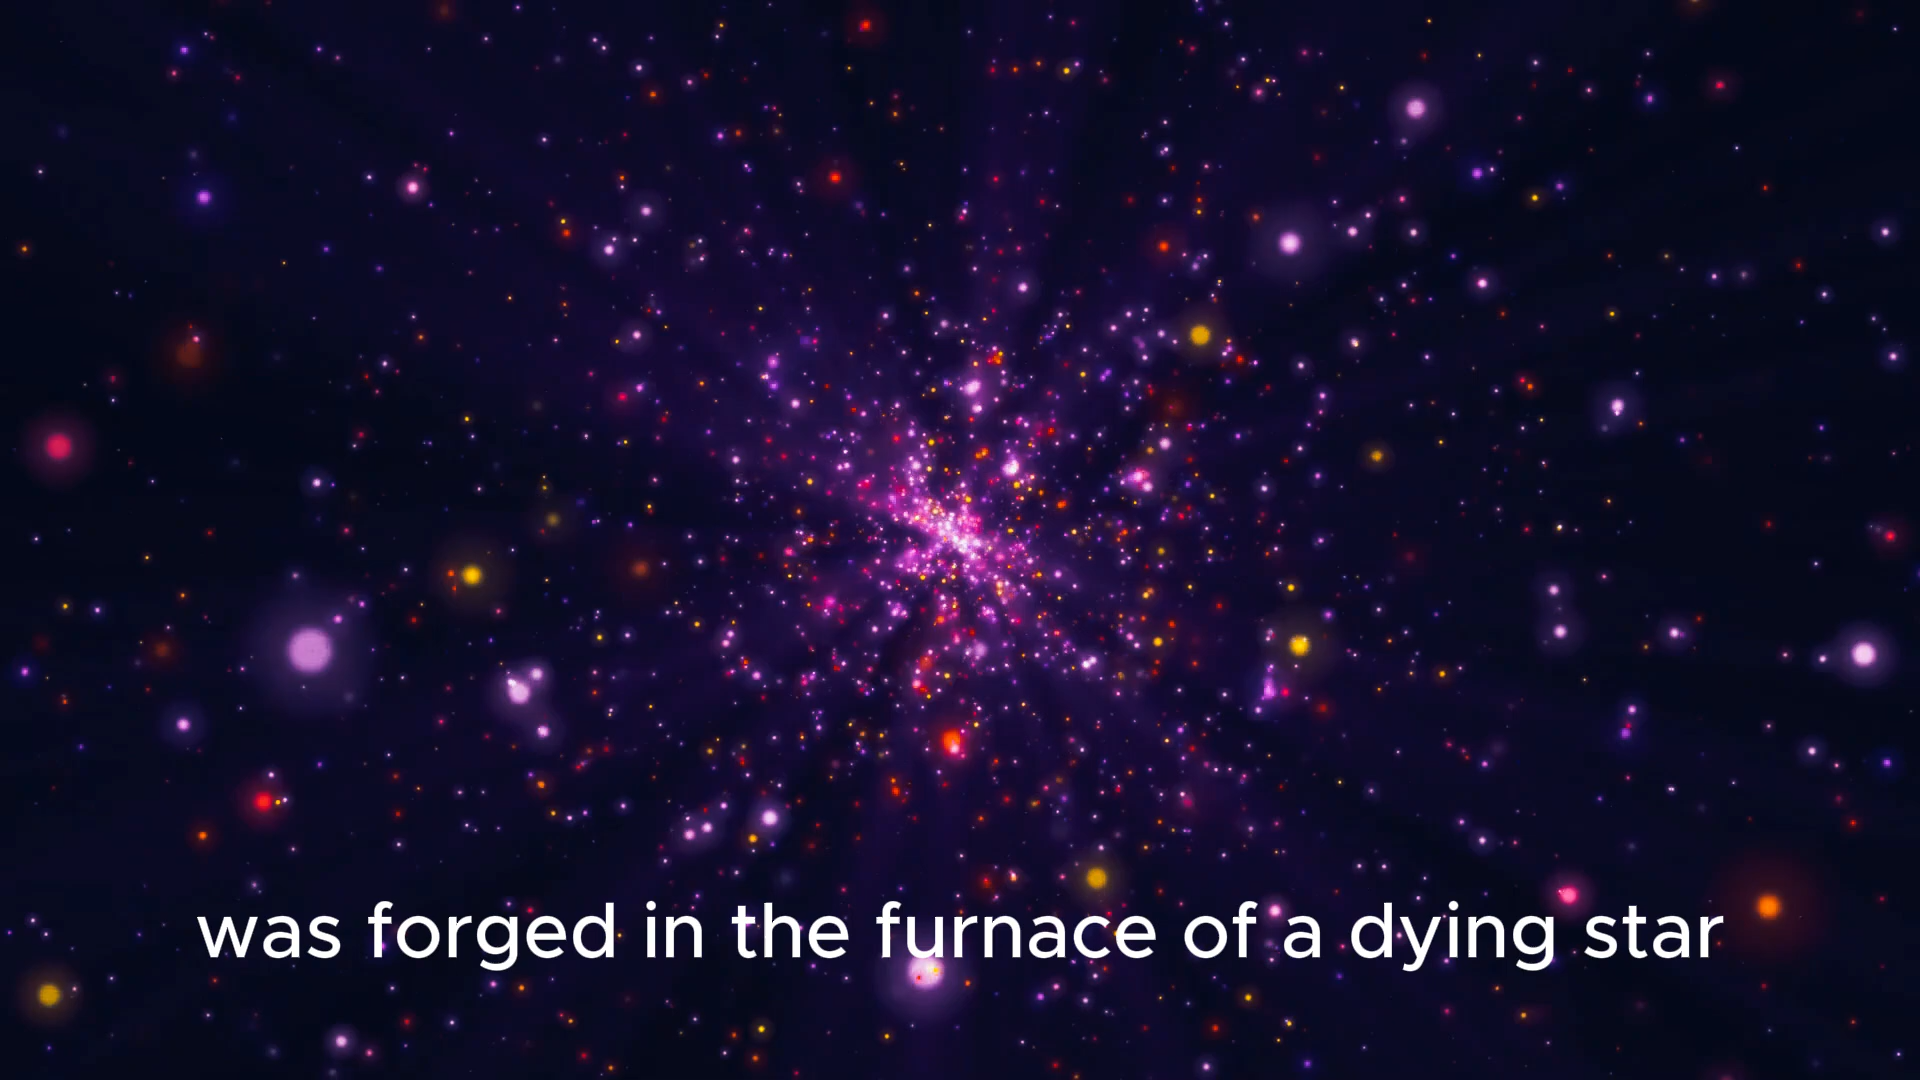 was forged in the furnace of a dying star